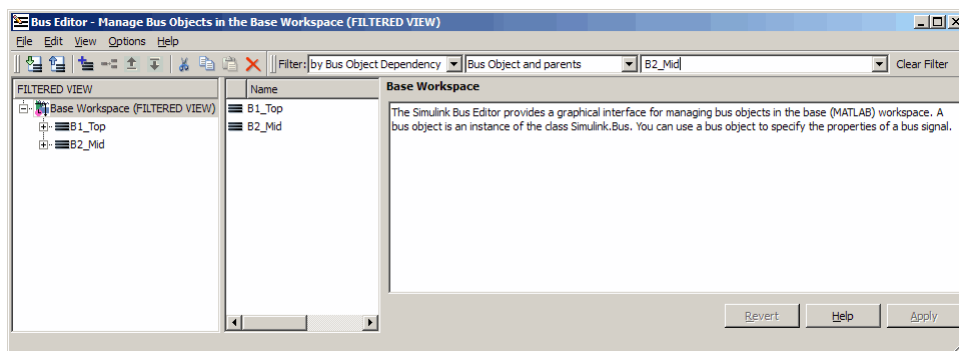 Bus Editor - Manage Bus Objects in the Base Workspace (FILTERED VIEW)
File Edit View Options Help
Filter: by Bus Object Dependency Bus Object and parents B2_Mid Clear Filter
FILTERED VIEW
Base Workspace (FILTERED VIEW)
B1_Top
B2_Mid
Name
B1_Top
B2_Mid
Base Workspace
The Simulink Bus Editor provides a graphical interface for managing bus objects in the base (MATLAB) workspace. A
bus object is an instance of the class Simulink.Bus. You can use a bus object to specify the properties of a bus signal.
Revert Help Apply